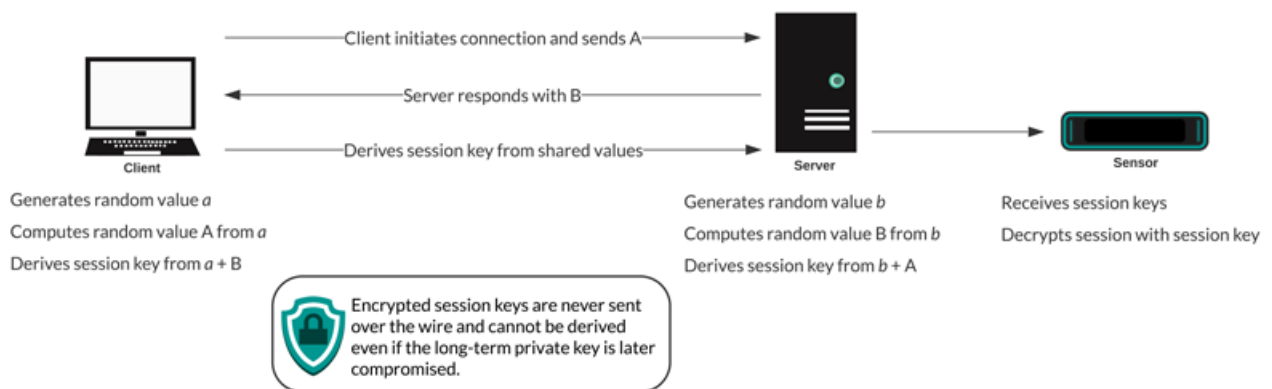 Client initiates connection and sends A
Server responds with B
Derives session key from shared values
Client
Server
Sensor
Generates random value a
Computes random value A from a
Derives session key from a + B
Generates random value b
Computes random value B from b
Derives session key from b + A
Receives session keys
Decrypts session with session key
Encrypted session keys are never sent
over the wire and cannot be derived
even if the long-term private key is later
compromised.